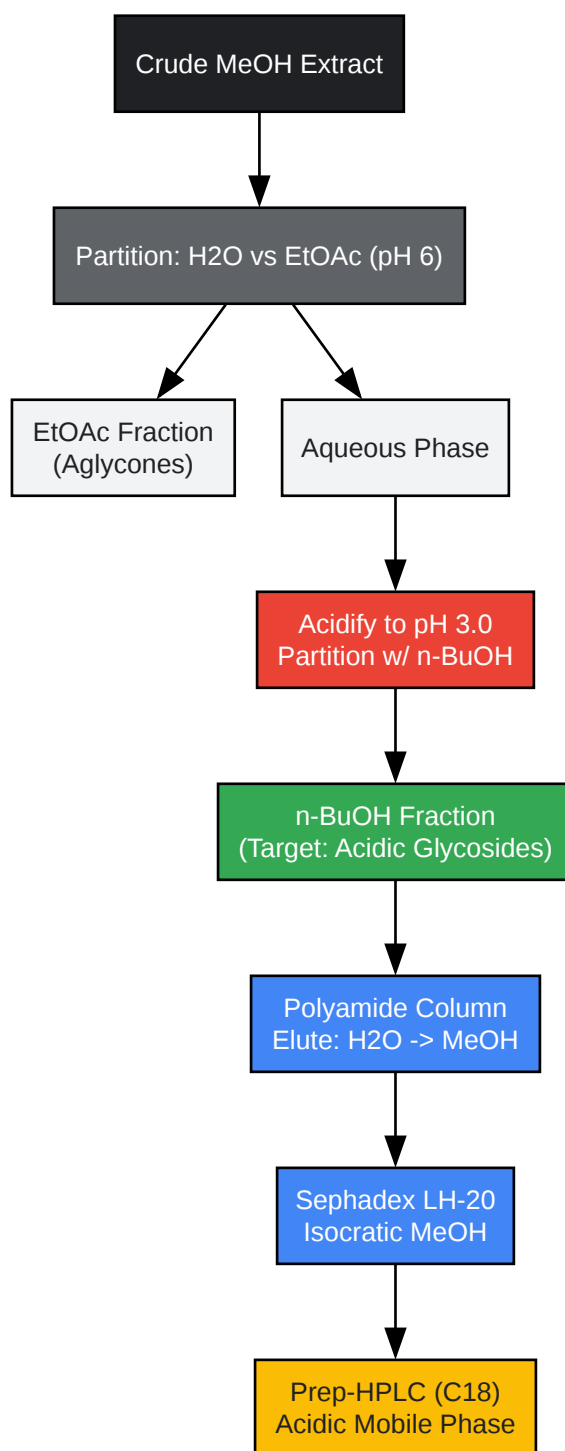 Crude MeOH Extract
Partition: H2O vs EtOAc (pH 6)
EtOAc Fraction
(Aglycones)
Aqueous Phase
Acidify to pH 3.0
Partition w/ n-BuOH
n-BuOH Fraction
(Target: Acidic Glycosides)
Polyamide Column
Elute: H2O -> MeOH
Sephadex LH-20
Isocratic MeOH
Prep-HPLC (C18)
Acidic Mobile Phase